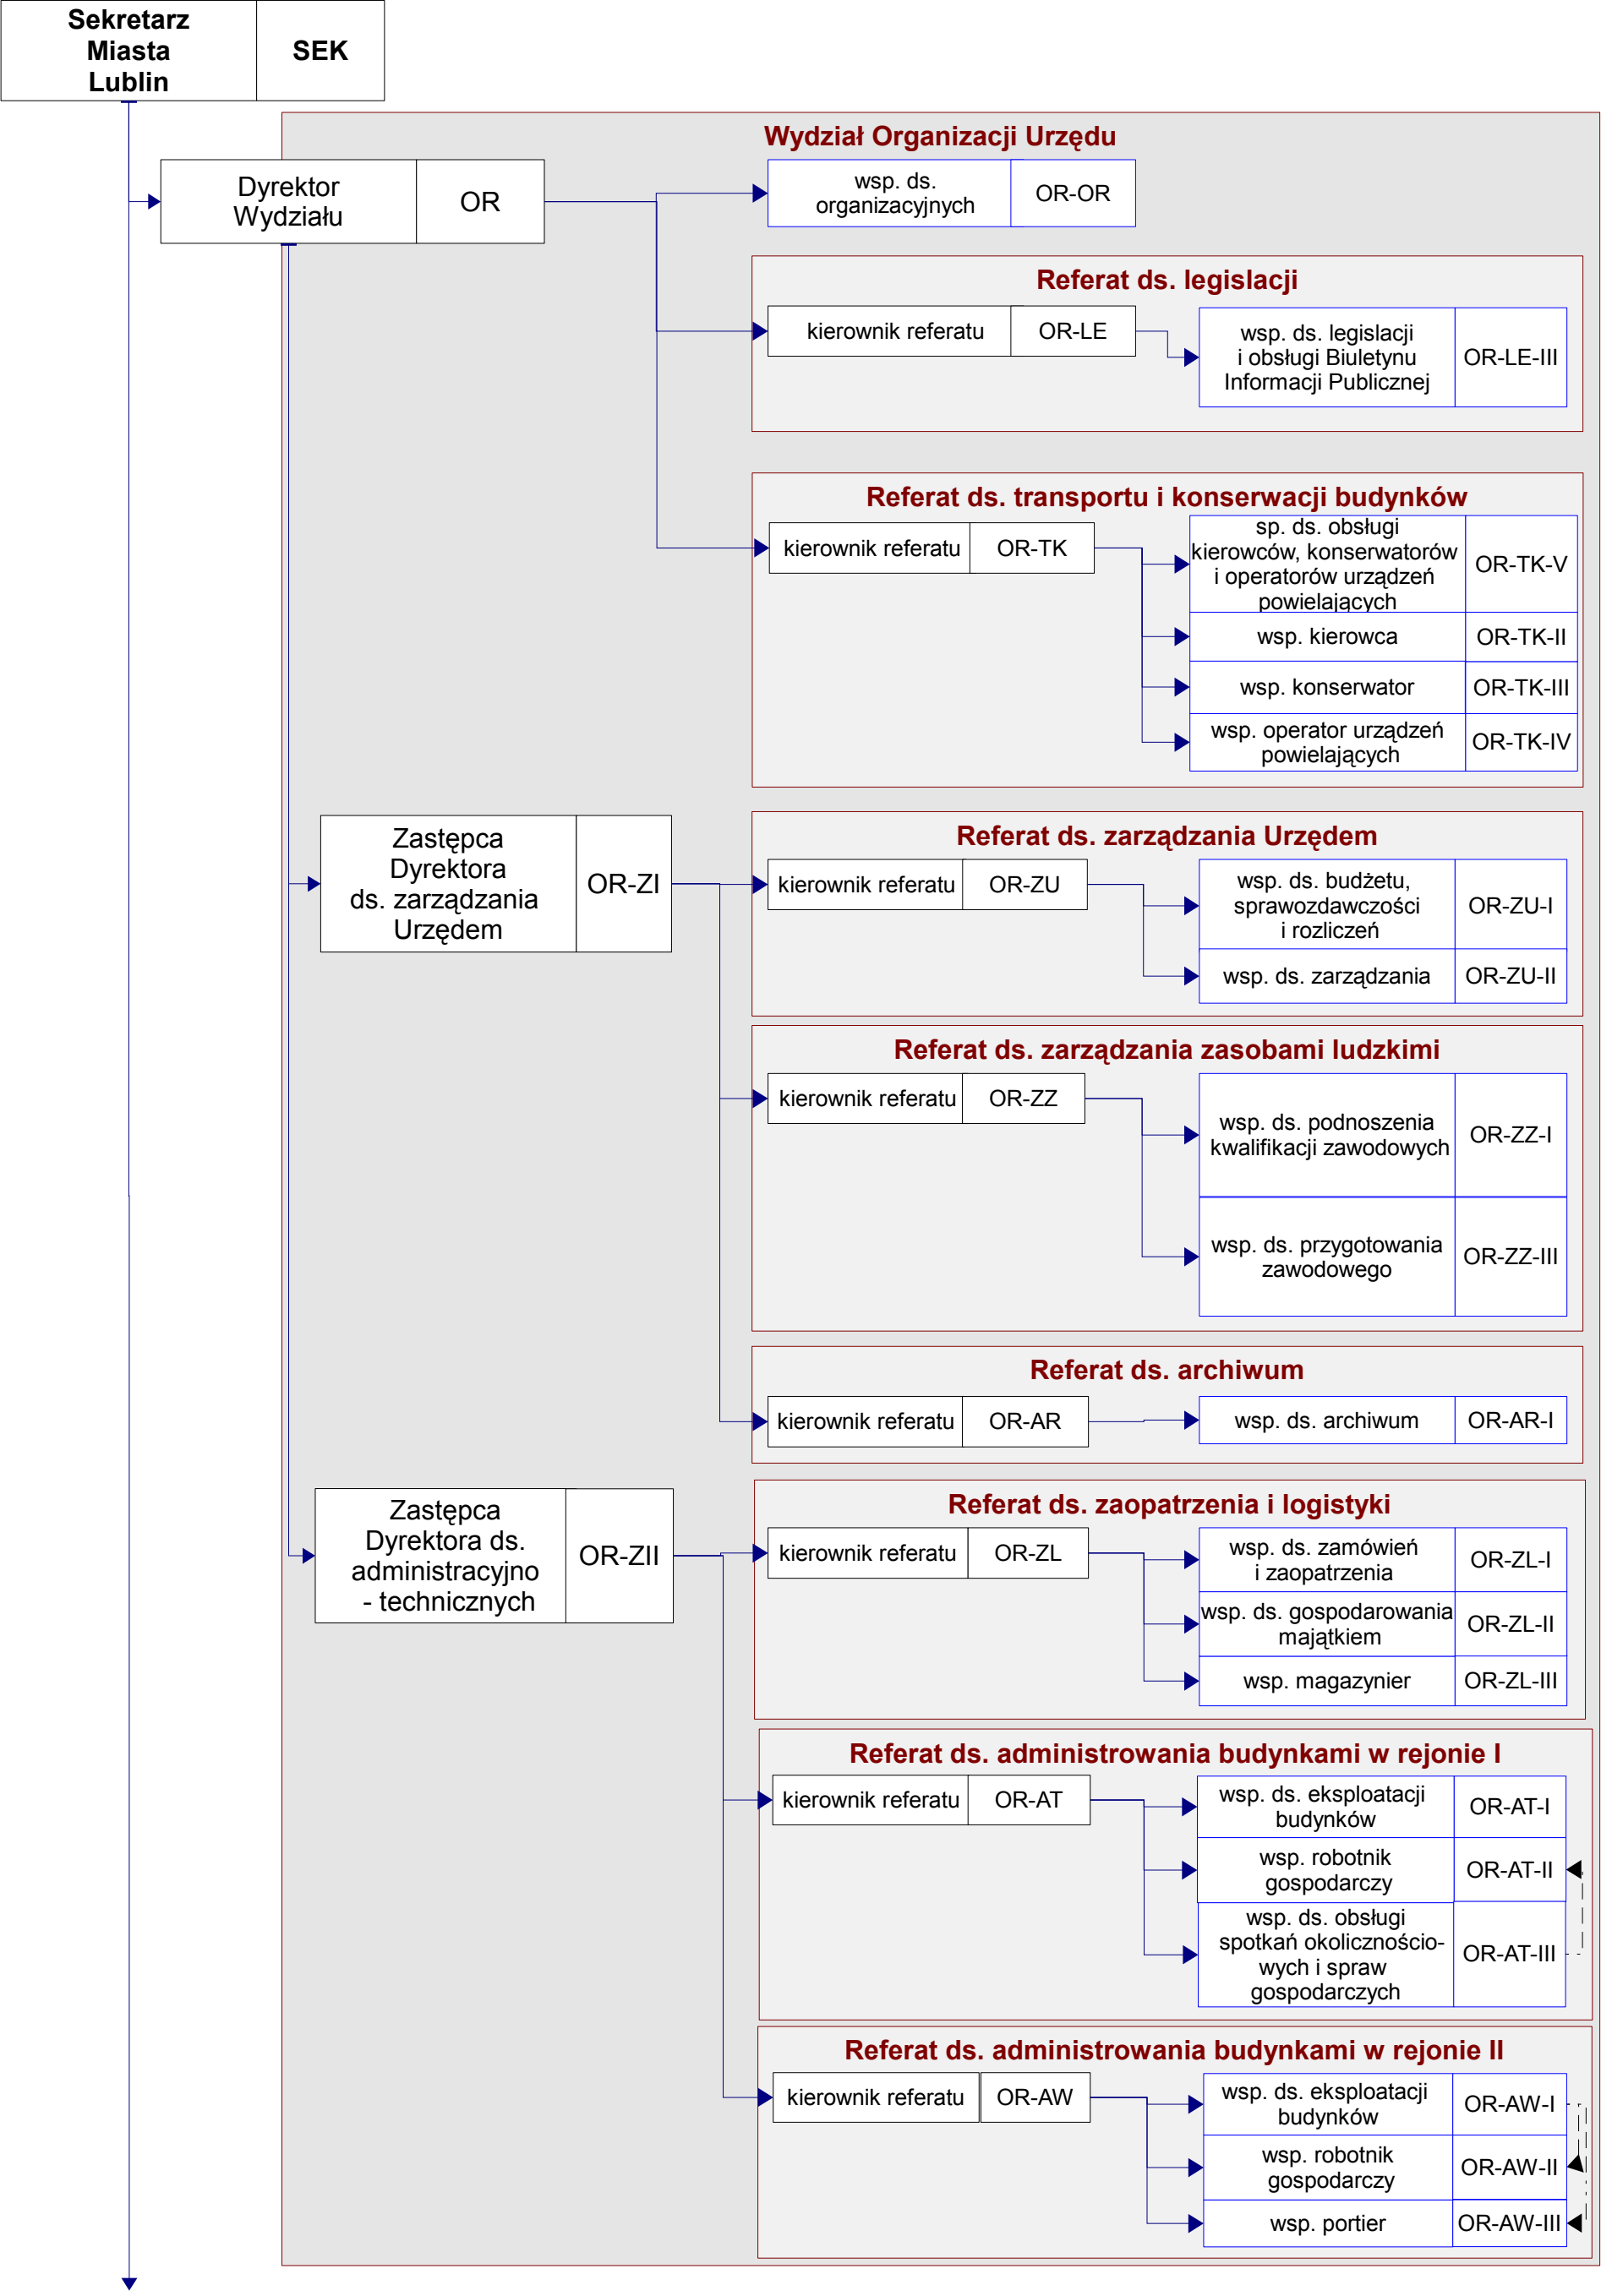 Sekretarz
Miasta
Lublin
SEK
Wydział Organizacji Urzędu
Dyrektor
Wydziału
OR
wsp. ds.
organizacyjnych
OR-OR
Referat ds. legislacji
kierownik referatu
OR-LE
wsp. ds. legislacji
i obsługi Biuletynu
Informacji Publicznej
OR-LE-III
Referat ds. transportu i konserwacji budynków
kierownik referatu
OR-TK
sp. ds. obsługi
kierowców, konserwatorów
i operatorów urządzeń
powielających
OR-TK-V
wsp. kierowca
OR-TK-II
wsp. konserwator
OR-TK-III
wsp. operator urządzeń
powielających
OR-TK-IV
Zastępca
Dyrektora
ds. zarządzania
Urzędem
OR-ZI
Referat ds. zarządzania Urzędem
kierownik referatu
OR-ZU
wsp. ds. budżetu,
sprawozdawczości
i rozliczeń
OR-ZU-I
wsp. ds. zarządzania
OR-ZU-II
Referat ds. zarządzania zasobami ludzkimi
kierownik referatu
OR-ZZ
wsp. ds. podnoszenia
kwalifikacji zawodowych
OR-ZZ-I
wsp. ds. przygotowania
zawodowego
OR-ZZ-III
Referat ds. archiwum
kierownik referatu
OR-AR
wsp. ds. archiwum
OR-AR-I
Zastępca
Dyrektora ds.
administracyjno
- technicznych
OR-ZII
Referat ds. zaopatrzenia i logistyki
kierownik referatu
OR-ZL
wsp. ds. zamówień
i zaopatrzenia
OR-ZL-I
wsp. ds. gospodarowania
majątkiem
OR-ZL-II
wsp. magazynier
OR-ZL-III
Referat ds. administrowania budynkami w rejonie I
kierownik referatu
OR-AT
wsp. ds. eksploatacji
budynków
OR-AT-I
wsp. robotnik
gospodarczy
OR-AT-II
wsp. ds. obsługi
spotkań okolicznościo-
wych i spraw
gospodarczych
OR-AT-III
Referat ds. administrowania budynkami w rejonie II
kierownik referatu
OR-AW
wsp. ds. eksploatacji
budynków
OR-AW-I
wsp. robotnik
gospodarczy
OR-AW-II
wsp. portier
OR-AW-III